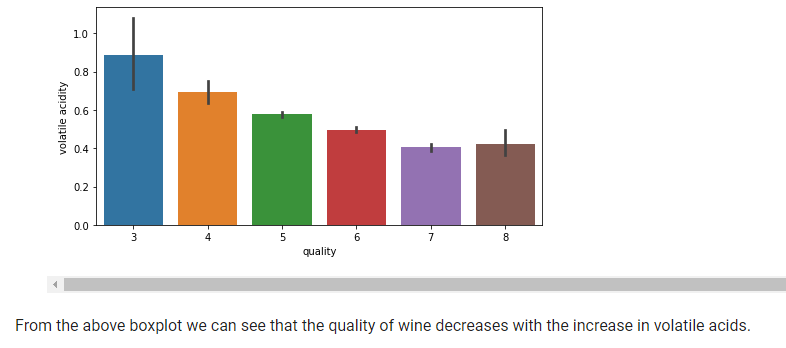 1.0
0.8
0.6
0.4
0.2
0.0
volatile acidity
3 4 5 6 7 8
quality
From the above boxplot we can see that the quality of wine decreases with the increase in volatile acids.